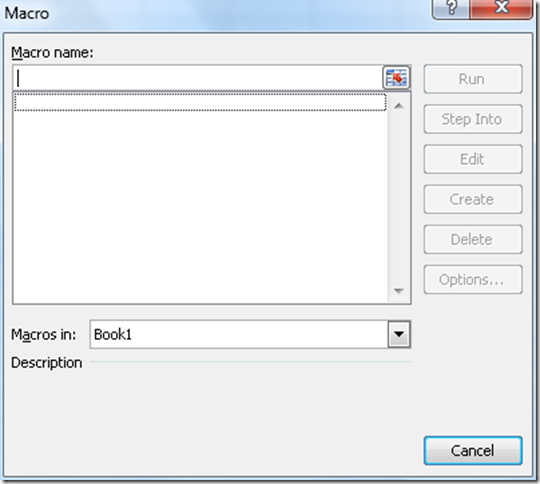 Macro
Macro name:
Run
Step Into
Edit
Create
Delete
Options...
Macros in: Book1
Description
Cancel